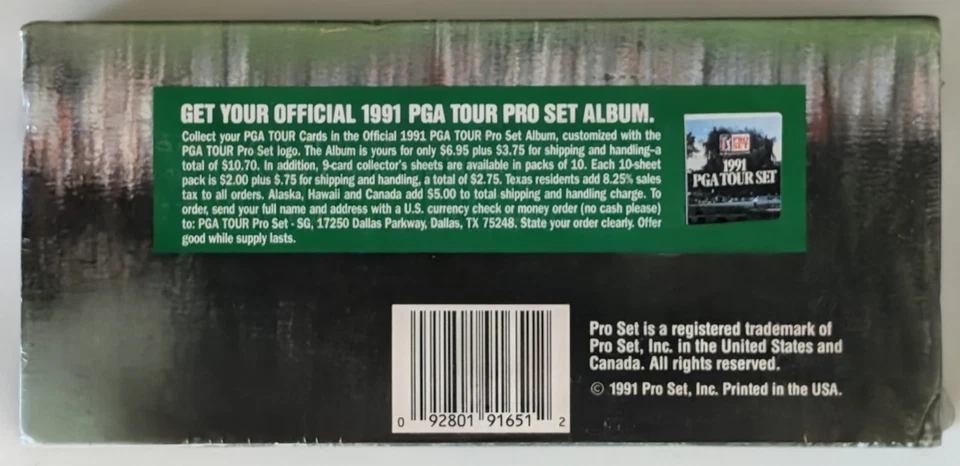 GET YOUR OFFICIAL 1991 PGA TOUR PRO SET ALBUM.
Collect your PGA TOUR Cards in the Official 1991 PGA TOUR Pro Set Album, customized with the
PGA TOUR Pro Set logo. The Album is yours for only $6.95 plus $3.75 for shipping and handling–a
total of $10.70. In addition, 9-card collector's sheets are available in packs of 10. Each 10-sheet
pack is $2.00 plus $.75 for shipping and handling, a total of $2.75. Texas residents add 8.25% sales
tax to all orders. Alaska, Hawaii and Canada add $5.00 to total shipping and handling charge. To
order, send your full name and address with a U.S. currency check or money order (no cash please)
to: PGA TOUR Pro Set - SG, 17250 Dallas Parkway, Dallas, TX 75248. State your order clearly. Offer
good while supply lasts.
1991
PGA TOUR SET
0 92801 91651 2
Pro Set is a registered trademark of
Pro Set, Inc. in the United States and
Canada. All rights reserved.
© 1991 Pro Set, Inc. Printed in the USA.